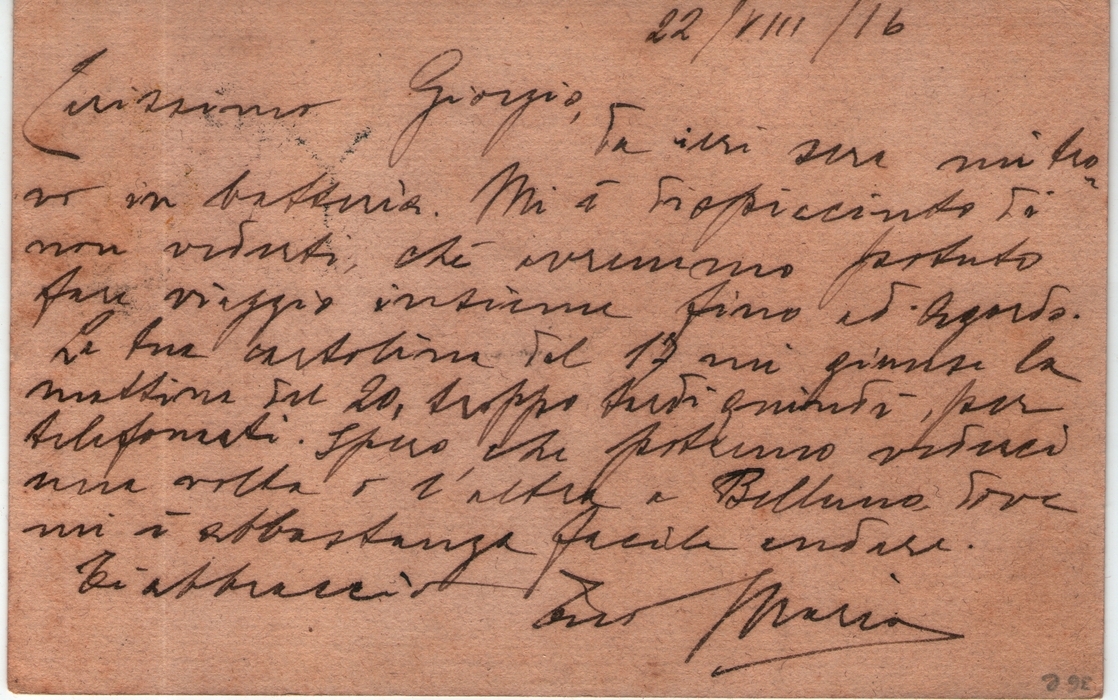 22/VIII/16
Carissimo Giorgio,
da ieri sera mi tro-
vo in batteria. Mi è dispiaciuto di
non vederti, chè avremmo potuto
fare viaggio insieme fino ad Agordo.
La tua cartolina del 17 mi giunse la
mattina del 20, troppo tardi quindi, per
telefonarti. Spero, che potremo vederci
una volta o l'altra a Belluno, dove
mi è abbastanza facile andare.
Ti abbraccio
Tuo Mario